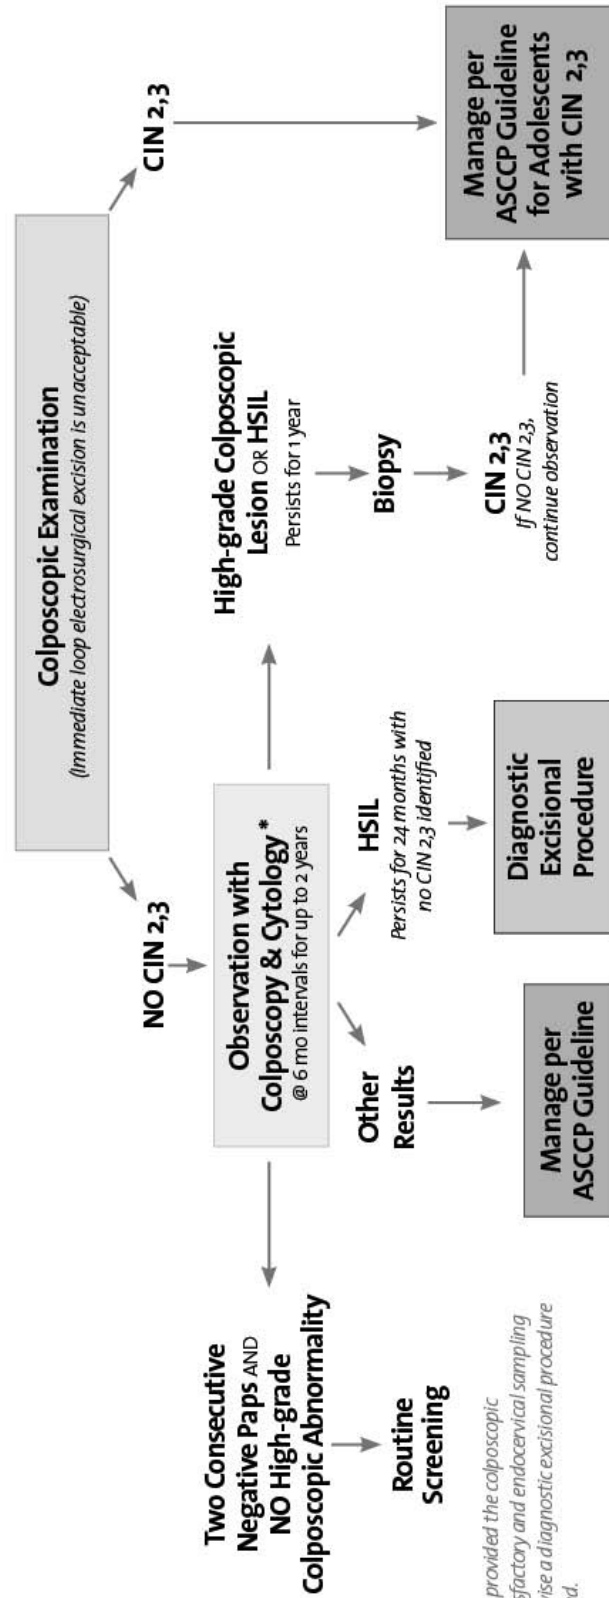 Colposcopic Examination
(Immediate loop electrosurgical excision is unacceptable)
NO CIN 2,3
CIN 2,3
Observation with
Colposcopy & Cytology*
@ 6 mo intervals for up to 2 years
Two Consecutive
Negative Paps AND
NO High-grade
Colposcopic Abnormality
Routine
Screening
Other
Results
Manage per
ASCCP Guideline
HSIL
Persists for 24 months with
no CIN 2,3 identified
Diagnostic
Excisional
Procedure
High-grade Colposcopic
Lesion OR HSIL
Persists for 1 year
Biopsy
CIN 2,3
If NO CIN 2,3,
continue observation
Manage per
ASCCP Guideline
for Adolescents
with CIN 2,3
provided the colposcopic
factory and endocervical sampling
ise a diagnostic excisional procedure
d.